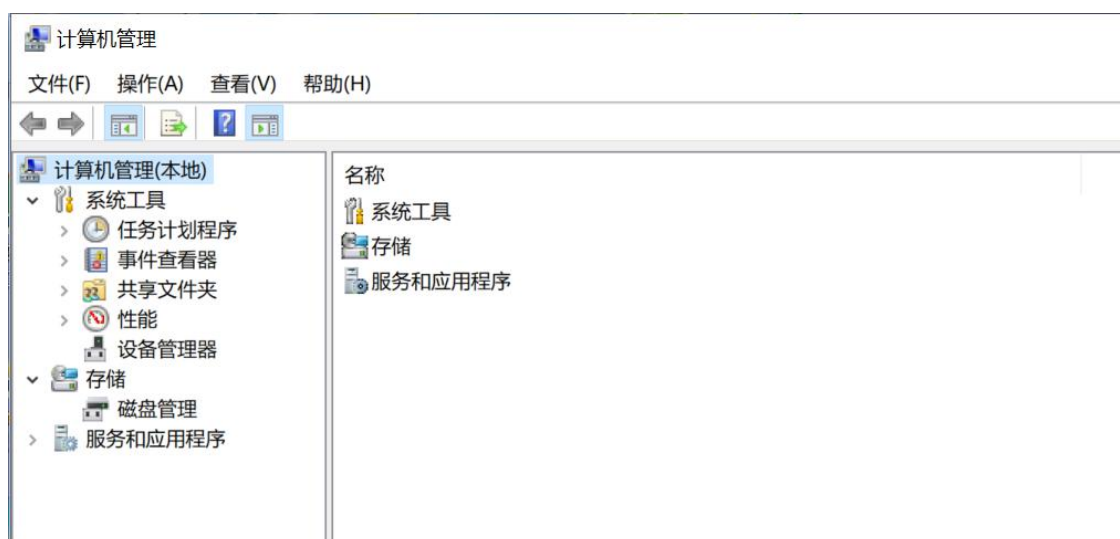 计算机管理
文件(F) 操作(A) 查看(V) 帮助(H)
计算机管理(本地)
系统工具
任务计划程序
事件查看器
共享文件夹
性能
设备管理器
存储
磁盘管理
服务和应用程序
名称
系统工具
存储
服务和应用程序